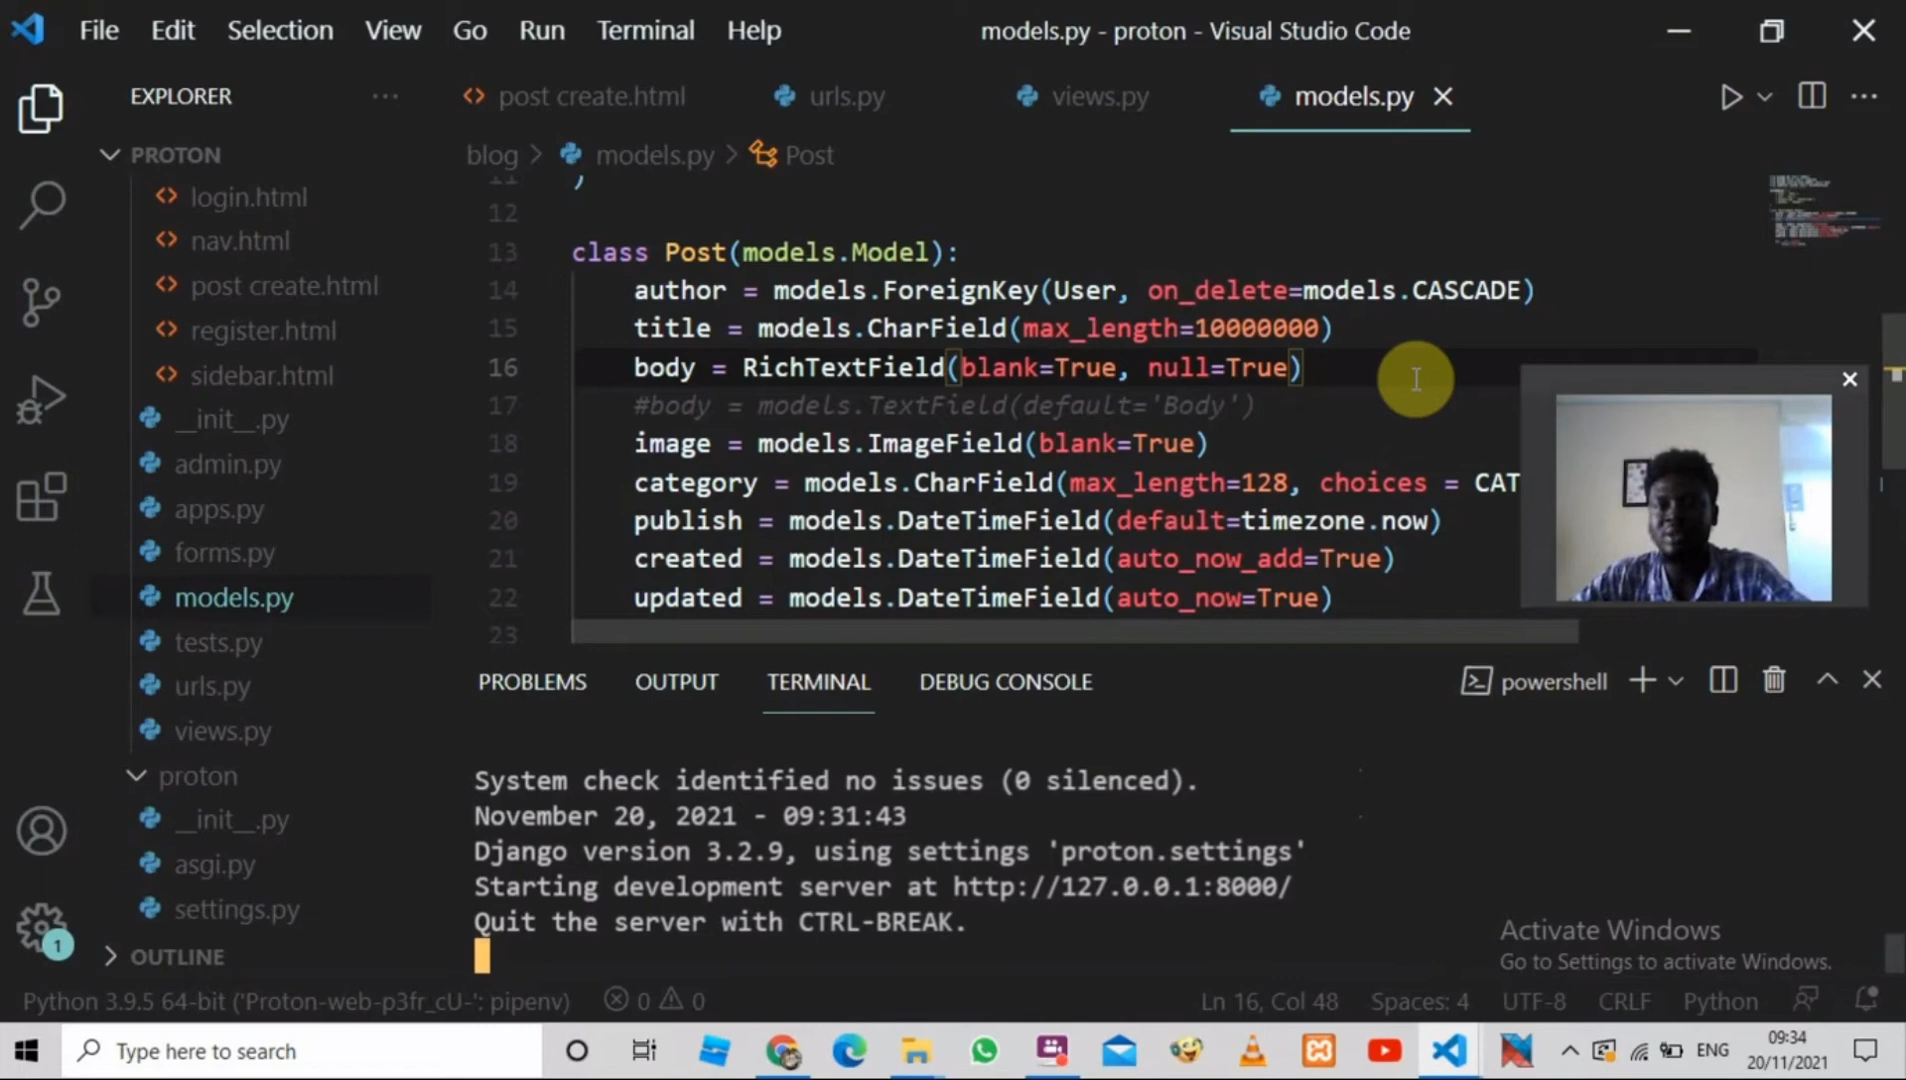 File Edit Selection View Go Run Terminal Help
models.py - proton - Visual Studio Code
EXPLORER ···
post create.html urls.py views.py models.py
PROTON
blog > models.py > Post
login.html
nav.html
post create.html
register.html
sidebar.html
__init__.py
admin.py
apps.py
forms.py
models.py
tests.py
urls.py
views.py
proton
__init__.py
asgi.py
settings.py
OUTLINE
11 )
12
13 class Post(models.Model):
14 author = models.ForeignKey(User, on_delete=models.CASCADE)
15 title = models.CharField(max_length=10000000)
16 body = RichTextField(blank=True, null=True)
17 #body = models.TextField(default='Body')
18 image = models.ImageField(blank=True)
19 category = models.CharField(max_length=128, choices = CAT
20 publish = models.DateTimeField(default=timezone.now)
21 created = models.DateTimeField(auto_now_add=True)
22 updated = models.DateTimeField(auto_now=True)
23
PROBLEMS OUTPUT TERMINAL DEBUG CONSOLE
powershell
System check identified no issues (0 silenced).
November 20, 2021 - 09:31:43
Django version 3.2.9, using settings 'proton.settings'
Starting development server at http://127.0.0.1:8000/
Quit the server with CTRL-BREAK.
Activate Windows
Go to Settings to activate Windows.
1
Python 3.9.5 64-bit ('Proton-web-p3fr_cU-': pipenv) 0 0
Ln 16, Col 48 Spaces: 4 UTF-8 CRLF Python
Type here to search
ENG
09:34
20/11/2021